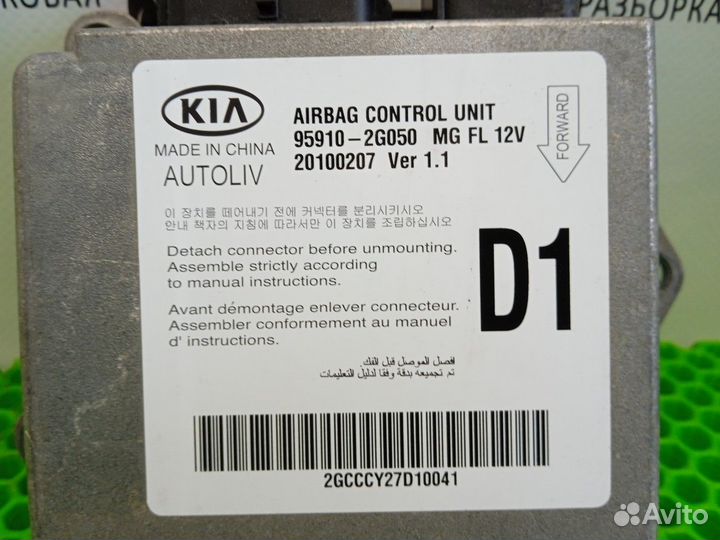 РАЗБОРКА
KIA
MADE IN CHINA
AUTOLIV
AIRBAG CONTROL UNIT
95910-2G050 MG FL 12V
20100207 Ver 1.1
FORWARD
이 장치를 떼어내기 전에 커넥터를 분리시키시오
안내 책자의 지침에 따라서만 이 장치를 조립하십시오
Detach connector before unmounting.
Assemble strictly according
to manual instructions.
D1
Avant démontage enlever connecteur.
Assembler conformement au manuel
d' instructions.
افصل الموصل قبل الفك.
تم تجميعه بدقة وفقا لدليل التعليمات
2GCCCY27D10041
Avito